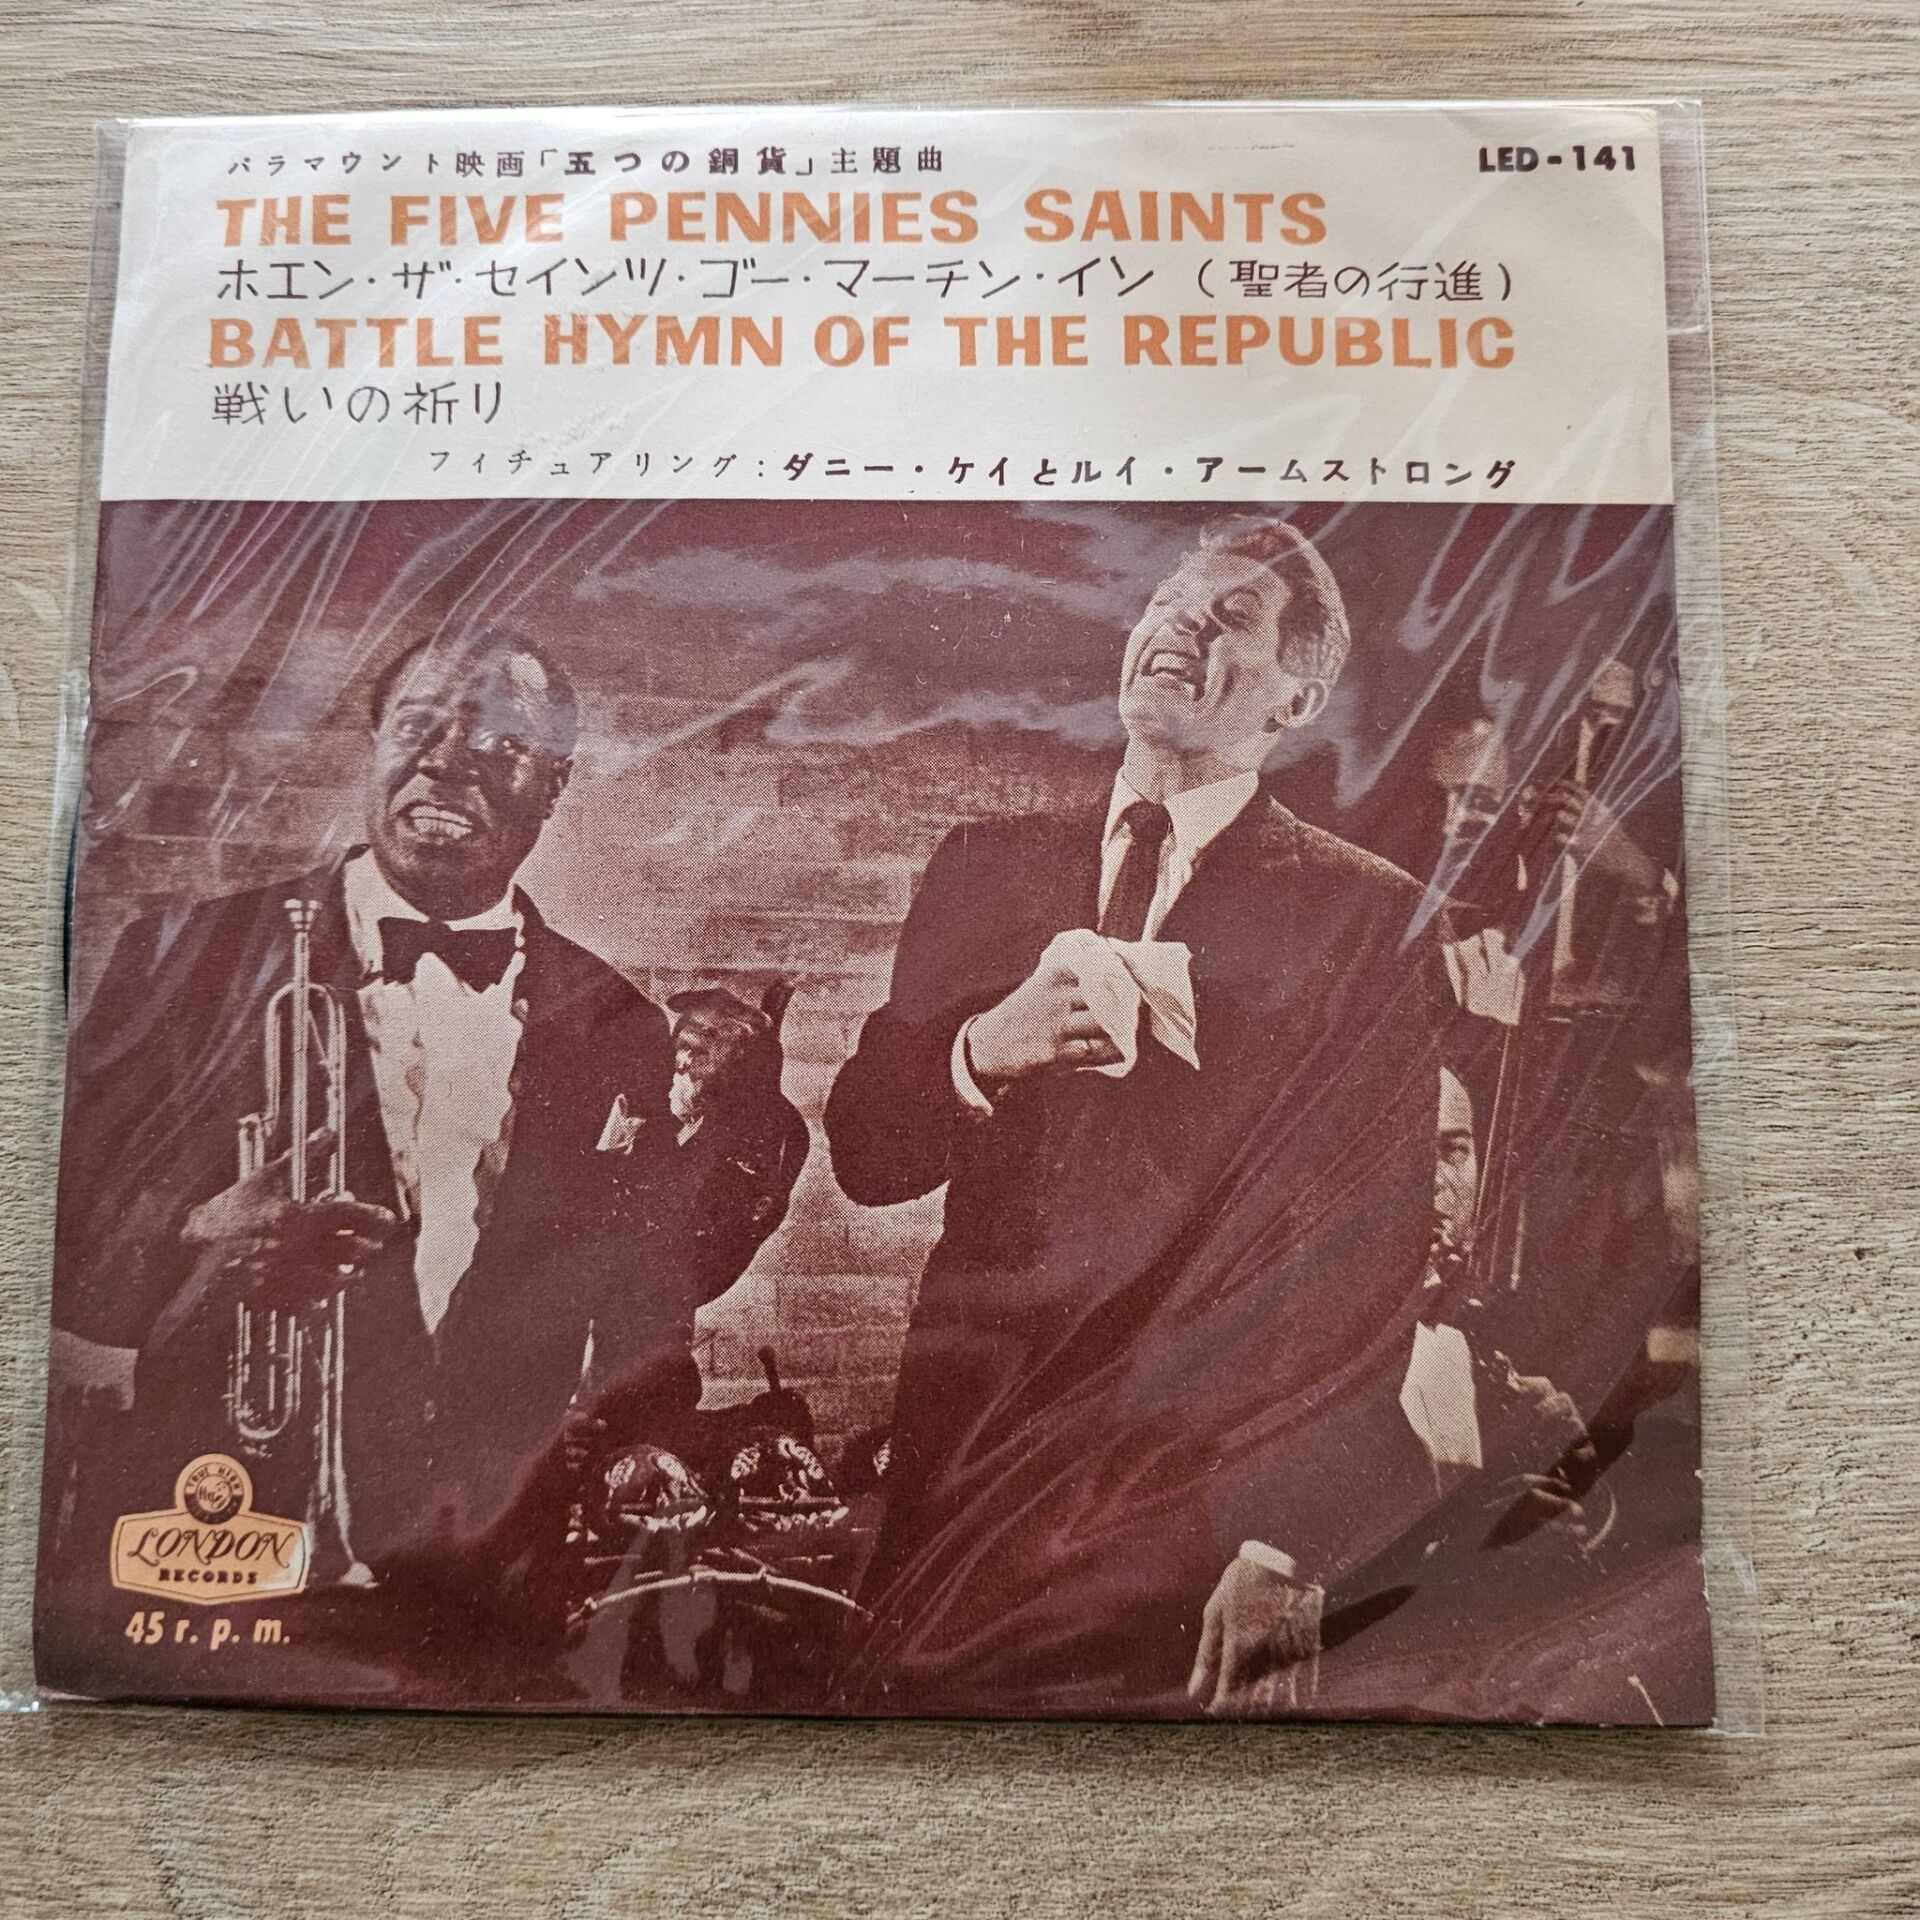 パラマウント映画「五つの銅貨」主題曲
LED-141
THE FIVE PENNIES SAINTS
ホエン・ザ・セインツ・ゴー・マーチン・イン (聖者の行進)
BATTLE HYMN OF THE REPUBLIC
戦いの祈り
フィチュアリング:ダニー・ケイとルイ・アームストロング
LONDON
RECORDS
45 r. p. m.